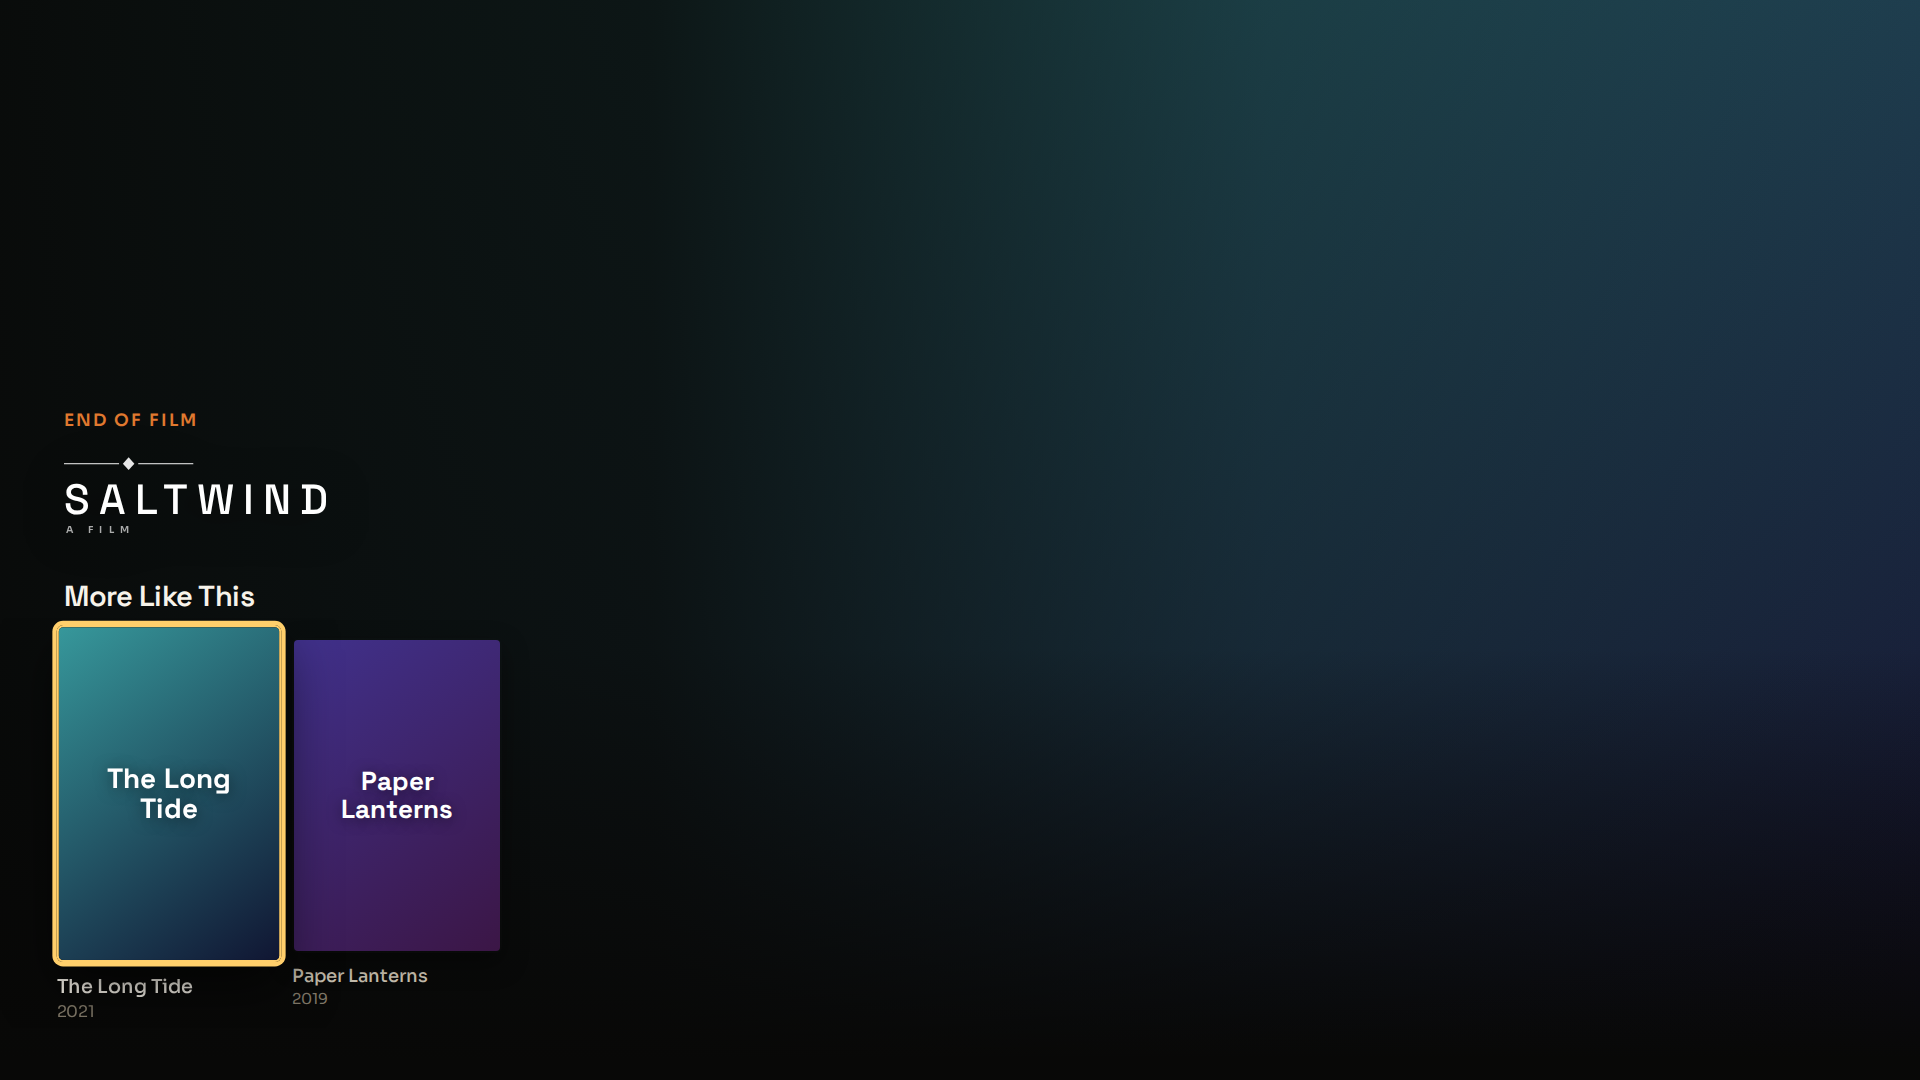 END OF FILM
SALTWIND
A FILM
More Like This
The Long
Tide
Paper
Lanterns
The Long Tide
2021
Paper Lanterns
2019